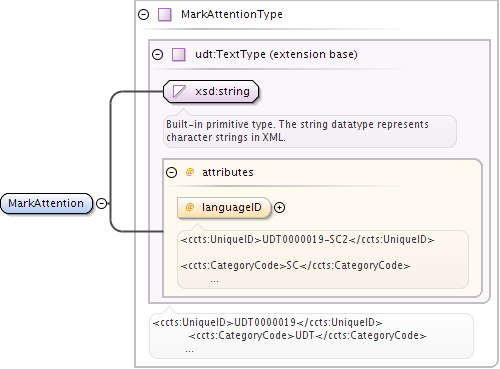 MarkAttentionType
udt:TextType (extension base)
xsd:string
Built-in primitive type. The string datatype represents
character strings in XML.
@ attributes
MarkAttention
@ languageID
<ccts:UniqueID>UDT0000019-SC2</ccts:UniqueID>
<ccts:CategoryCode>SC</ccts:CategoryCode>
...
<ccts:UniqueID>UDT0000019</ccts:UniqueID>
<ccts:CategoryCode>UDT</ccts:CategoryCode>
...